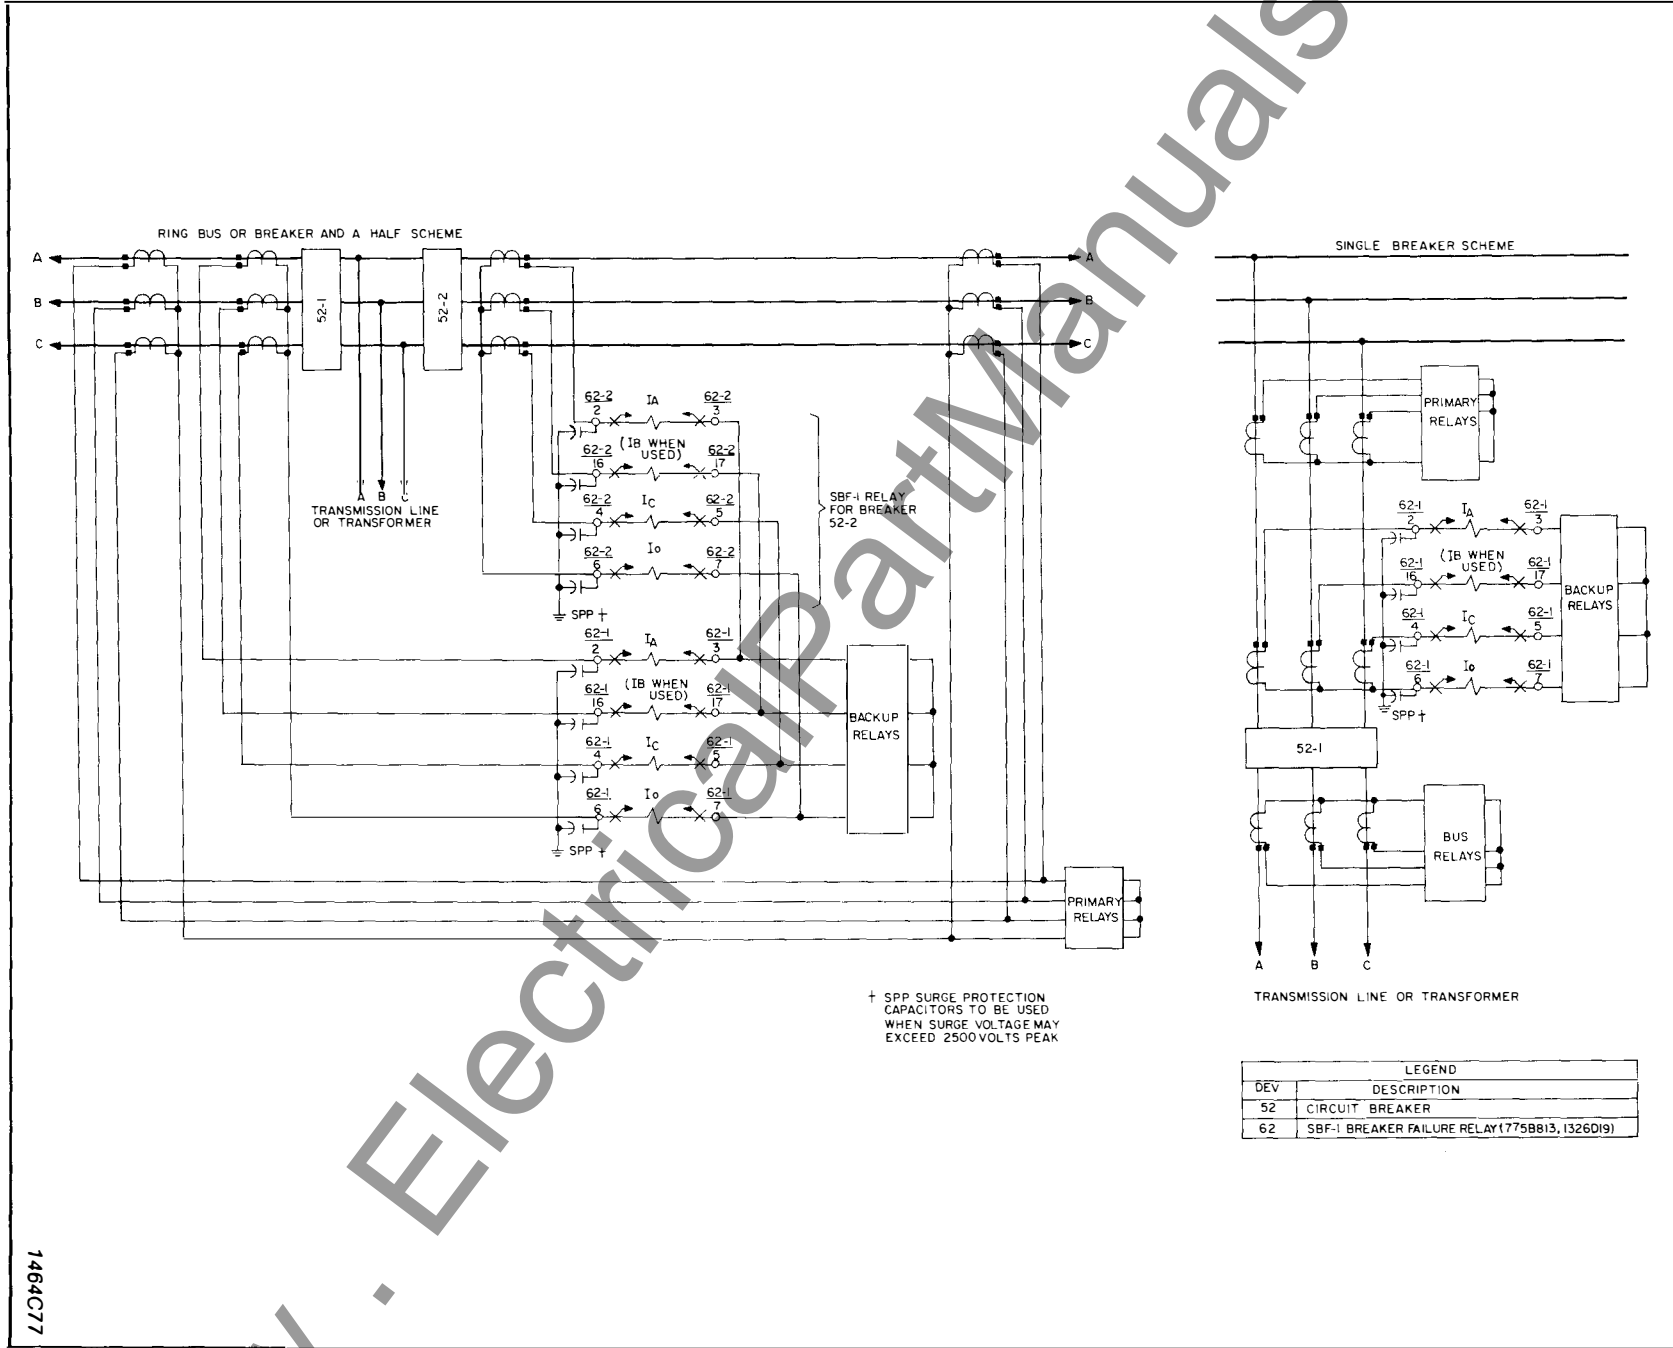 RING BUS OR BREAKER AND A HALF SCHEME
A
B
C
52-1
52-2
A
B
C
A B C
TRANSMISSION LINE
OR TRANSFORMER
62-2 IA 62-2
2 3
62-2 (IB WHEN 62-2
16 USED) 17
62-2 IC 62-2
4 5
62-2 Io 62-2
6 7
SPP †
SBF-1 RELAY
FOR BREAKER
52-2
62-1 IA 62-1
2 3
62-1 (IB WHEN 62-1
16 USED) 17
62-1 IC 62-1
4 5
62-1 Io 62-1
6 7
SPP †
BACKUP
RELAYS
PRIMARY
RELAYS
† SPP SURGE PROTECTION
CAPACITORS TO BE USED
WHEN SURGE VOLTAGE MAY
EXCEED 2500 VOLTS PEAK
SINGLE BREAKER SCHEME
PRIMARY
RELAYS
62-1 IA 62-1
2 3
62-1 (IB WHEN 62-1
16 USED) 17
62-1 IC 62-1
4 5
62-1 Io 62-1
6 7
SPP †
BACKUP
RELAYS
52-1
BUS
RELAYS
A B C
TRANSMISSION LINE OR TRANSFORMER
LEGEND
DEV DESCRIPTION
52 CIRCUIT BREAKER
62 SBF-1 BREAKER FAILURE RELAY (775B813, 1326D19)
1464C77
. ElectricalPartManuals